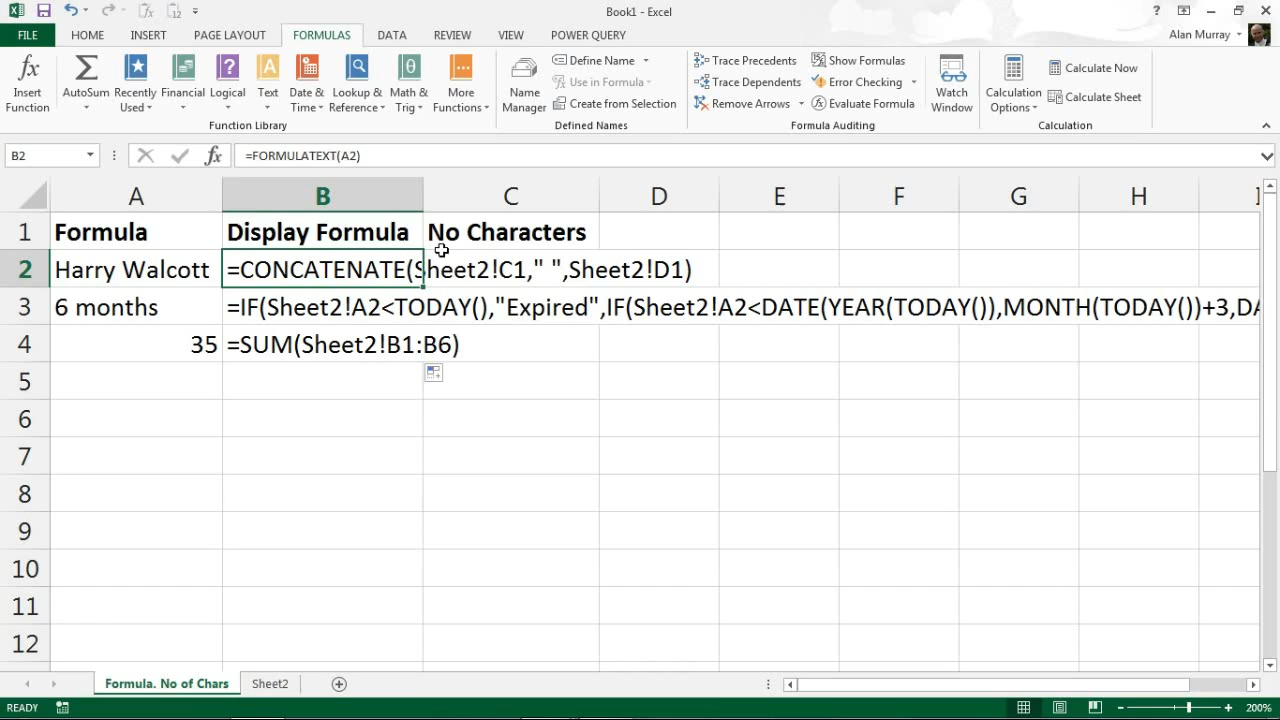 Book1 - Excel
?
FILE HOME INSERT PAGE LAYOUT FORMULAS DATA REVIEW VIEW POWER QUERY Alan Murray
fx Insert Function
Σ AutoSum
Recently Used
Financial
Logical
Text
Date & Time
Lookup & Reference
Math & Trig
More Functions
Function Library
Name Manager
Define Name
Use in Formula
Create from Selection
Defined Names
Trace Precedents
Trace Dependents
Remove Arrows
Show Formulas
Error Checking
Evaluate Formula
Formula Auditing
Watch Window
Calculation Options
Calculate Now
Calculate Sheet
Calculation
B2 fx =FORMULATEXT(A2)
A B C D E F G H I
1 Formula Display Formula No Characters
2 Harry Walcott =CONCATENATE(Sheet2!C1," ",Sheet2!D1)
3 6 months =IF(Sheet2!A2<TODAY(),"Expired",IF(Sheet2!A2<DATE(YEAR(TODAY()),MONTH(TODAY())+3,DA
4 35 =SUM(Sheet2!B1:B6)
5
6
7
8
9
10
11
12
Formula. No of Chars Sheet2
READY 200%